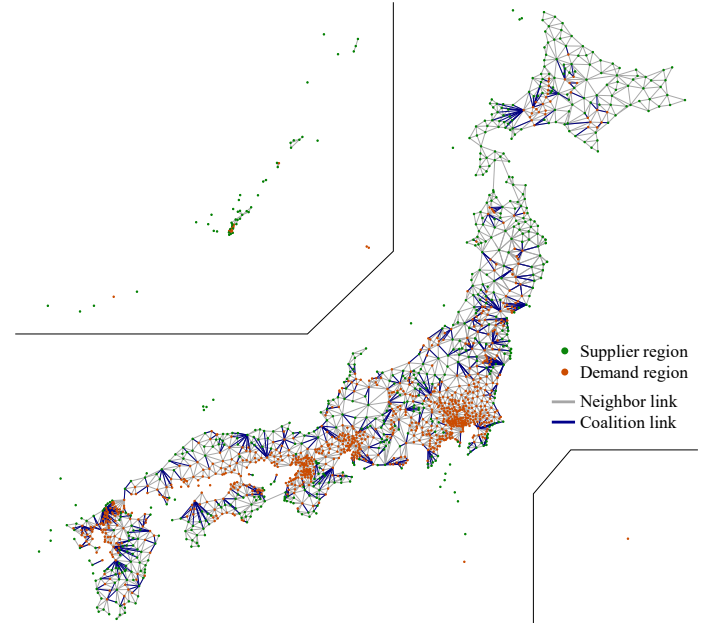 Supplier region
Demand region
Neighbor link
Coalition link